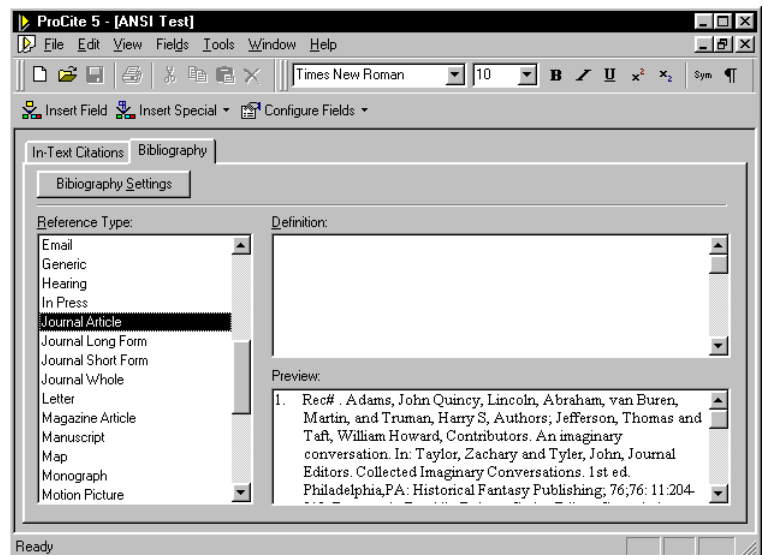 ProCite 5 - [ANSI Test]
File Edit View Fields Tools Window Help
Times New Roman 10 B I U x² x₂ Sym ¶
Insert Field Insert Special Configure Fields
In-Text Citations Bibliography
Bibiography Settings
Reference Type:
Email
Generic
Hearing
In Press
Journal Article
Journal Long Form
Journal Short Form
Journal Whole
Letter
Magazine Article
Manuscript
Map
Monograph
Motion Picture
Definition:
Preview:
1. Rec# . Adams, John Quincy, Lincoln, Abraham, van Buren,
Martin, and Truman, Harry S, Authors; Jefferson, Thomas and
Taft, William Howard, Contributors. An imaginary
conversation. In: Taylor, Zachary and Tyler, John, Journal
Editors. Collected Imaginary Conversations. 1st ed.
Philadelphia,PA: Historical Fantasy Publishing; 76;76: 11:204-
Ready